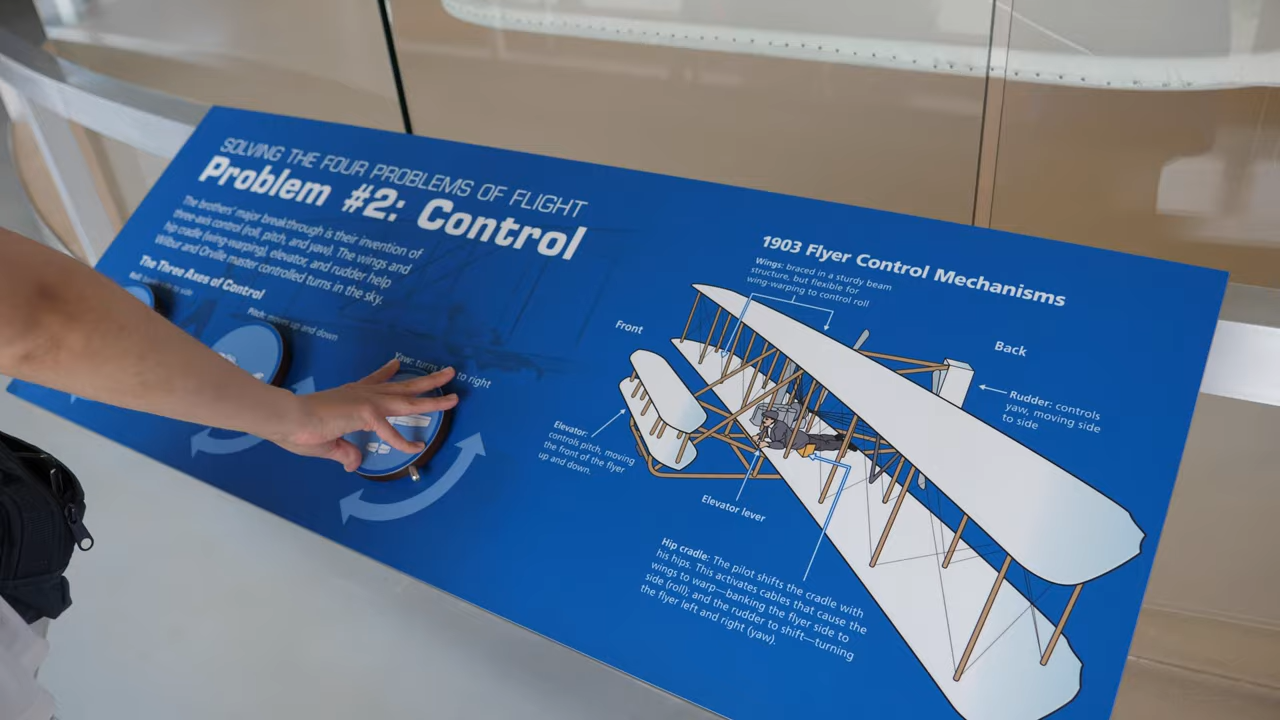 SOLVING THE FOUR PROBLEMS OF FLIGHT
Problem #2: Control
The brothers' major breakthrough is their invention of
three-axis control (roll, pitch, and yaw). The wings and
hip cradle (wing-warping), elevator, and rudder help
Wilbur and Orville master controlled turns in the sky.
The Three Axes of Control
Roll: side to side
Pitch: moves up and down
Yaw: turns to right
1903 Flyer Control Mechanisms
Wings: braced in a sturdy beam
structure, but flexible for
wing-warping to control roll
Front
Back
Rudder: controls
yaw, moving side
to side
Elevator:
controls pitch, moving
the front of the flyer
up and down.
Elevator lever
Hip cradle: The pilot shifts the cradle with
his hips. This activates cables that cause the
wings to warp—banking the flyer side to
side (roll); and the rudder to shift—turning
the flyer left and right (yaw).